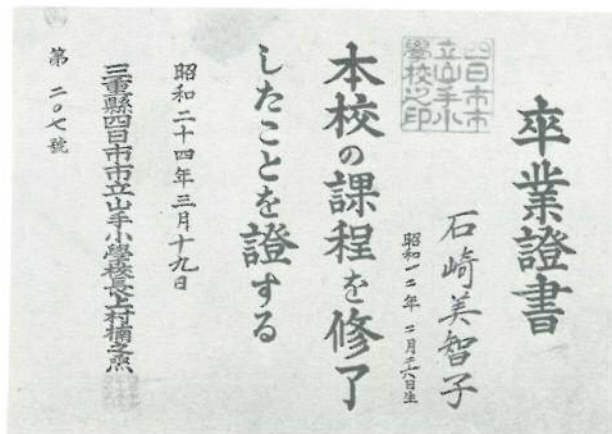 卒業證書
石崎美智子
昭和一二年 二月二六日生
四日市市
立山手小
學校之印
本校の課程を修了
したことを證する
昭和二十四年三月十九日
三重縣四日市市立山手小學校長上村楠之烝
第 二〇七號